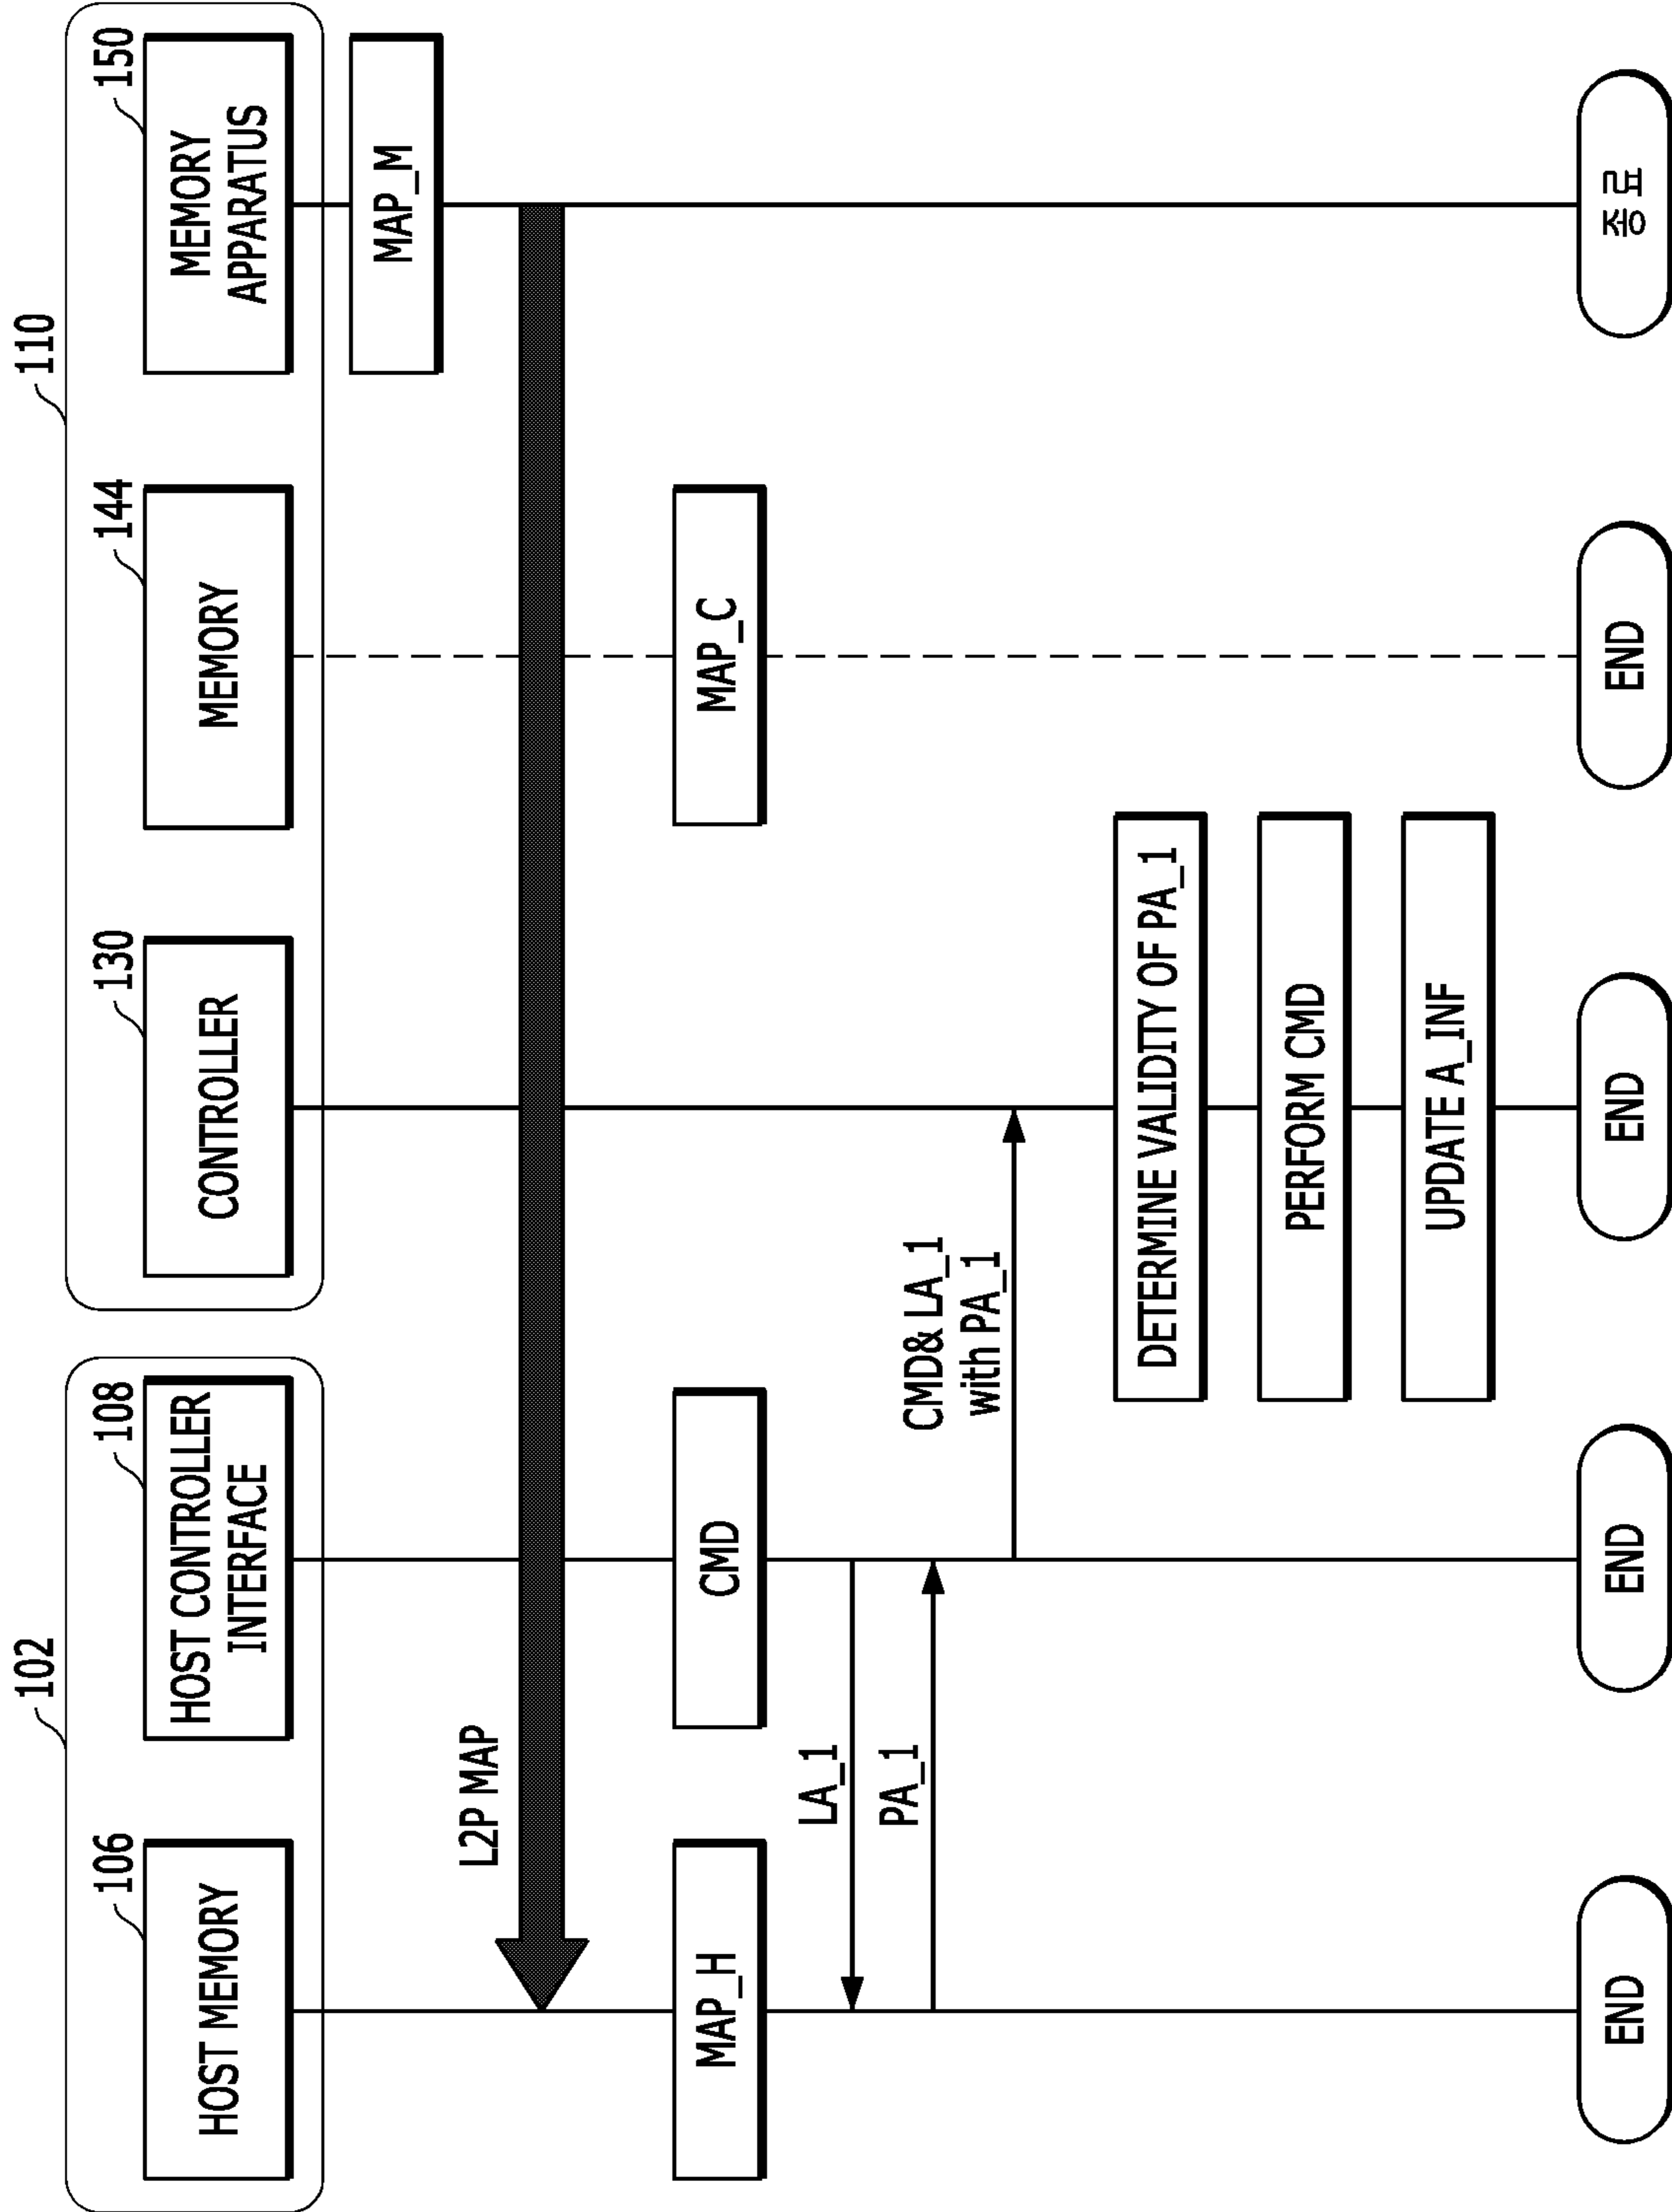 102
110
106
108
130
144
150
HOST MEMORY
HOST CONTROLLER
INTERFACE
CONTROLLER
MEMORY
MEMORY
APPARATUS
MAP_M
L2P MAP
MAP_H
CMD
MAP_C
LA_1
PA_1
CMD& LA_1
with PA_1
DETERMINE VALIDITY OF PA_1
PERFORM CMD
UPDATE A_INF
END
END
END
END
종료